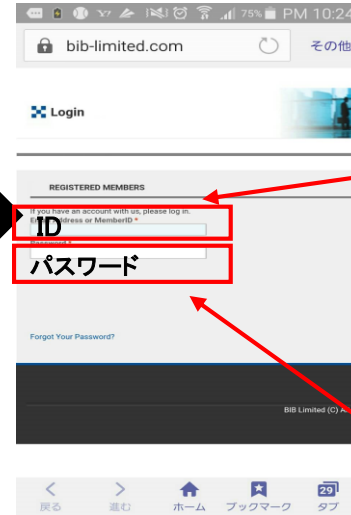 75% PM 10:24
bib-limited.com
その他
Login
REGISTERED MEMBERS
If you have an account with us, please log in.
Address or MemberID *
ID
パスワード
Forgot Your Password?
BIB Limited (C) A
戻る 進む ホーム ブックマーク 29 タブ